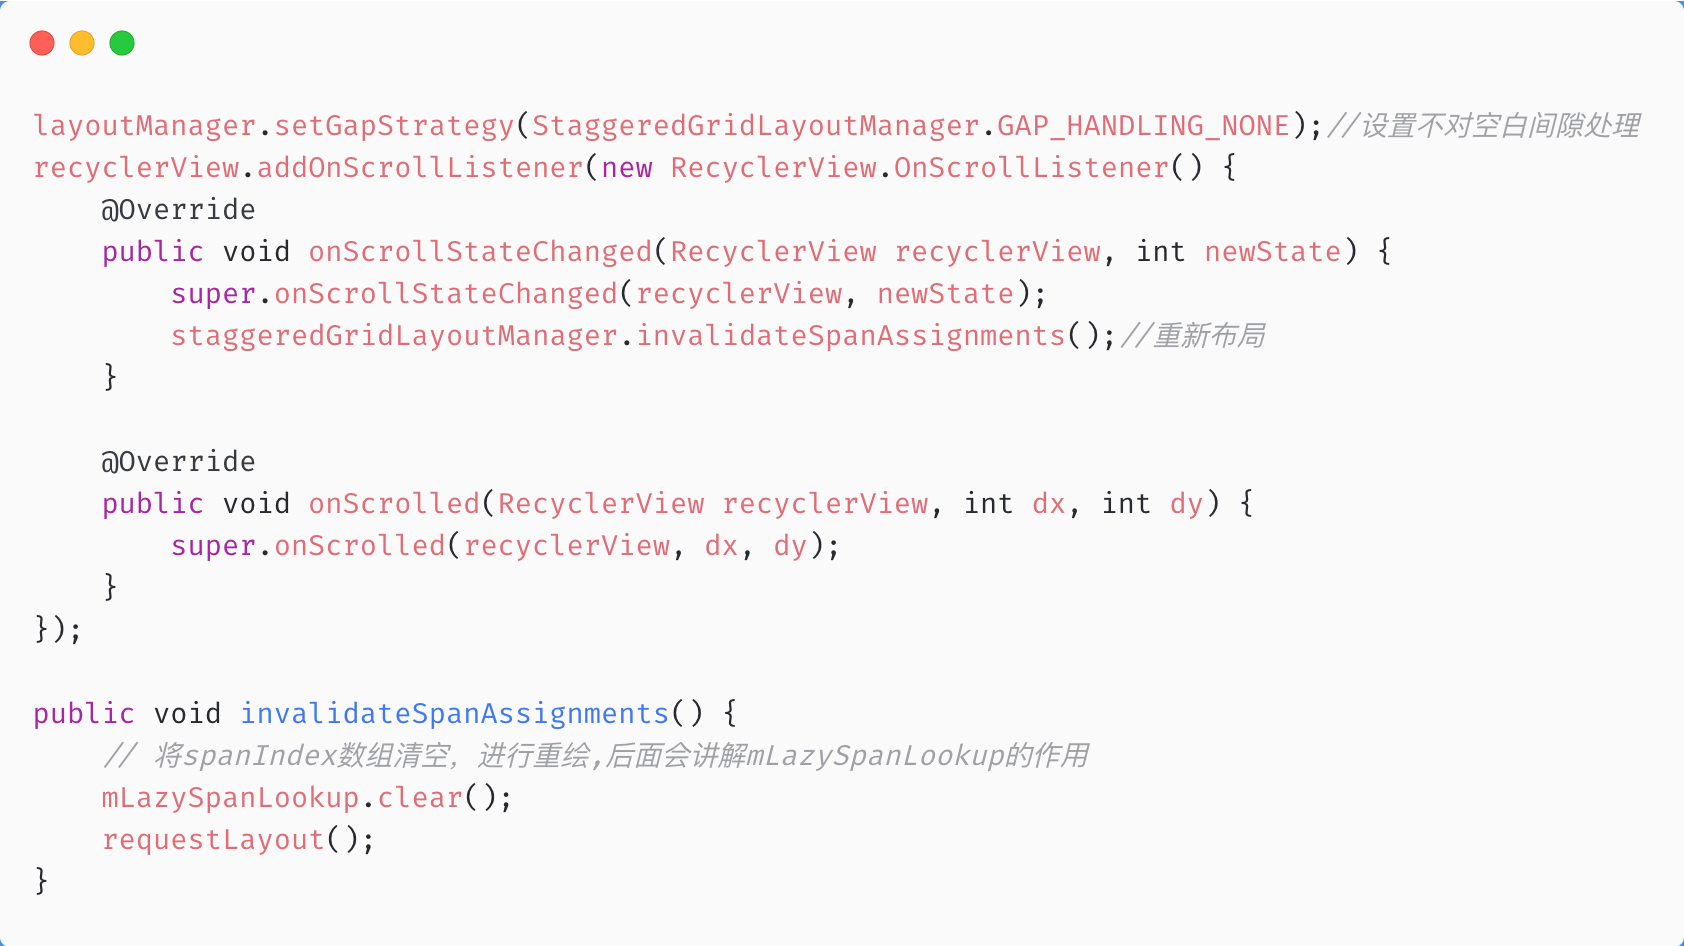 layoutManager.setGapStrategy(StaggeredGridLayoutManager.GAP_HANDLING_NONE);//设置不对空白间隙处理
recyclerView.addOnScrollListener(new RecyclerView.OnScrollListener() {
    @Override
    public void onScrollStateChanged(RecyclerView recyclerView, int newState) {
        super.onScrollStateChanged(recyclerView, newState);
        staggeredGridLayoutManager.invalidateSpanAssignments();//重新布局
    }

    @Override
    public void onScrolled(RecyclerView recyclerView, int dx, int dy) {
        super.onScrolled(recyclerView, dx, dy);
    }
});

public void invalidateSpanAssignments() {
    // 将spanIndex数组清空，进行重绘,后面会讲解mLazySpanLookup的作用
    mLazySpanLookup.clear();
    requestLayout();
}